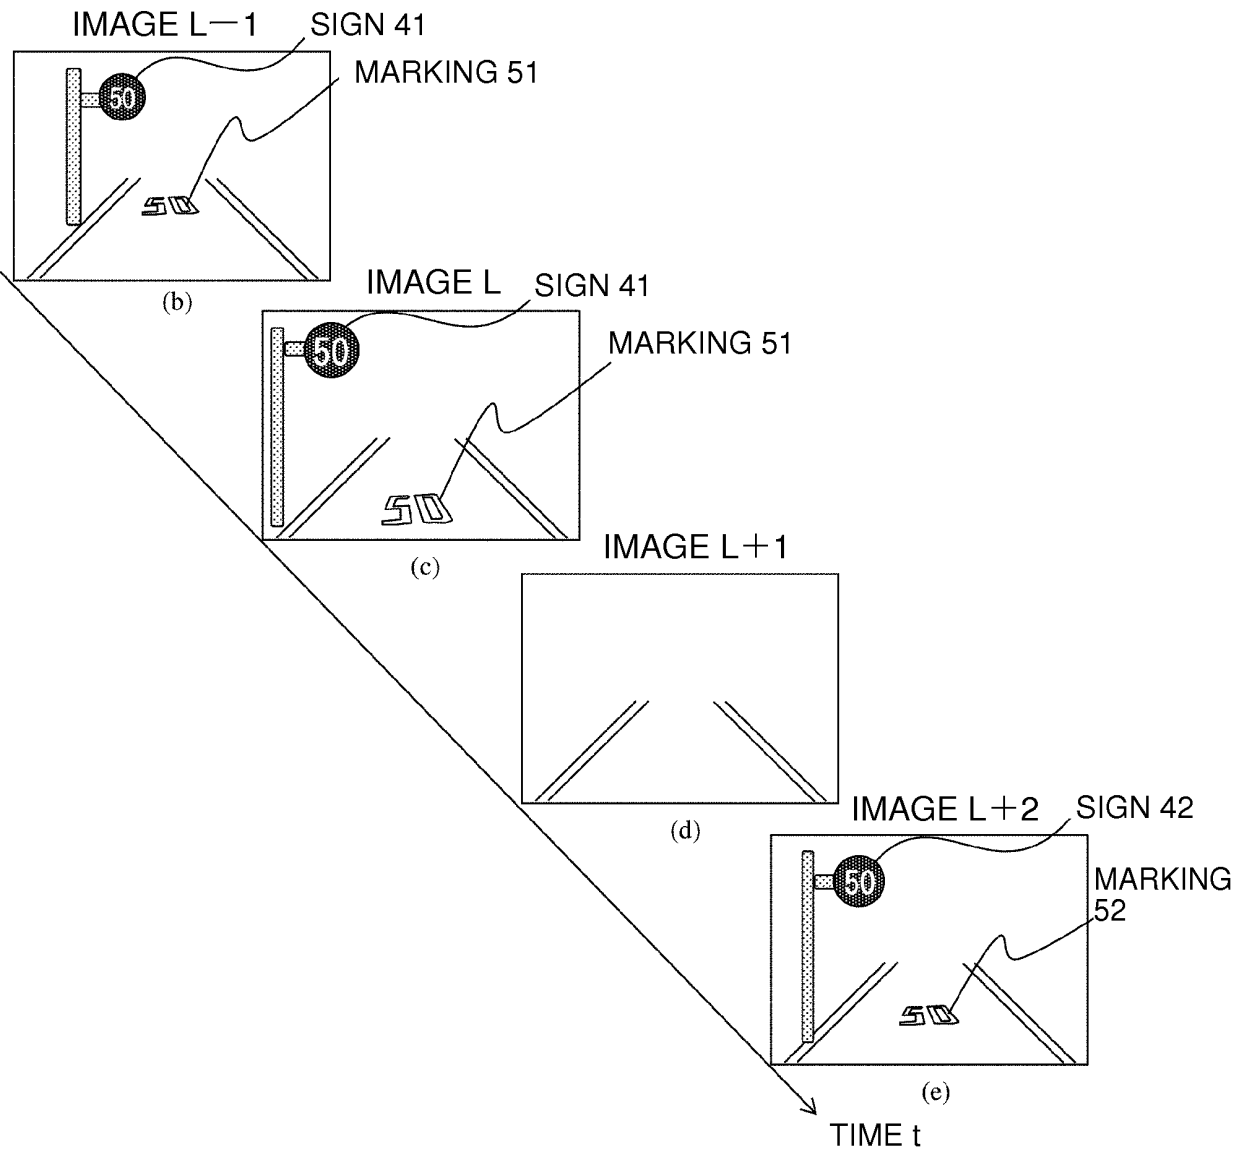 IMAGE L-1
SIGN 41
MARKING 51
50
50
(b)
IMAGE L
SIGN 41
MARKING 51
50
50
(c)
IMAGE L+1
(d)
IMAGE L+2
SIGN 42
MARKING
52
50
50
(e)
TIME t